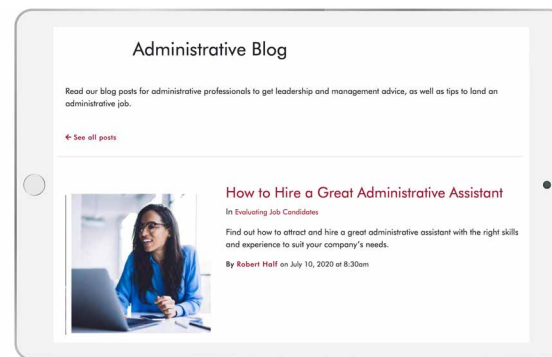 Administrative Blog
Read our blog posts for administrative professionals to get leadership and management advice, as well as tips to land an
administrative job.
← See all posts
How to Hire a Great Administrative Assistant
In Evaluating Job Candidates
Find out how to attract and hire a great administrative assistant with the right skills
and experience to suit your company's needs.
By Robert Half on July 10, 2020 at 8:30am